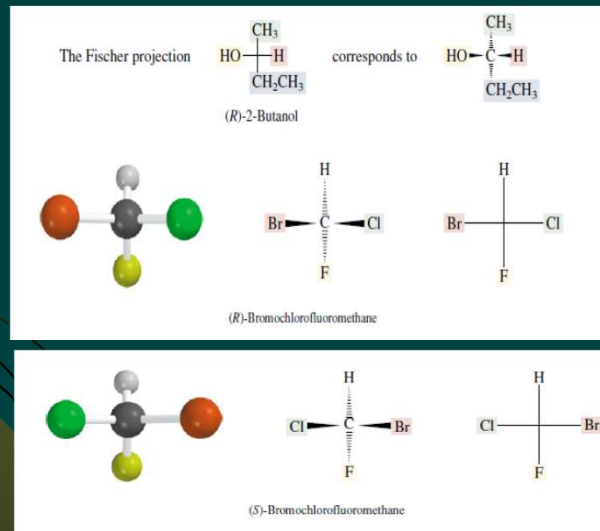 CH₃ CH₃
The Fischer projection HO H corresponds to HO C H
CH₂CH₃ CH₂CH₃
(R)-2-Butanol
H H
Br C Cl Br Cl
F F
(R)-Bromochlorofluoromethane
H H
Cl C Br Cl Br
F F
(S)-Bromochlorofluoromethane